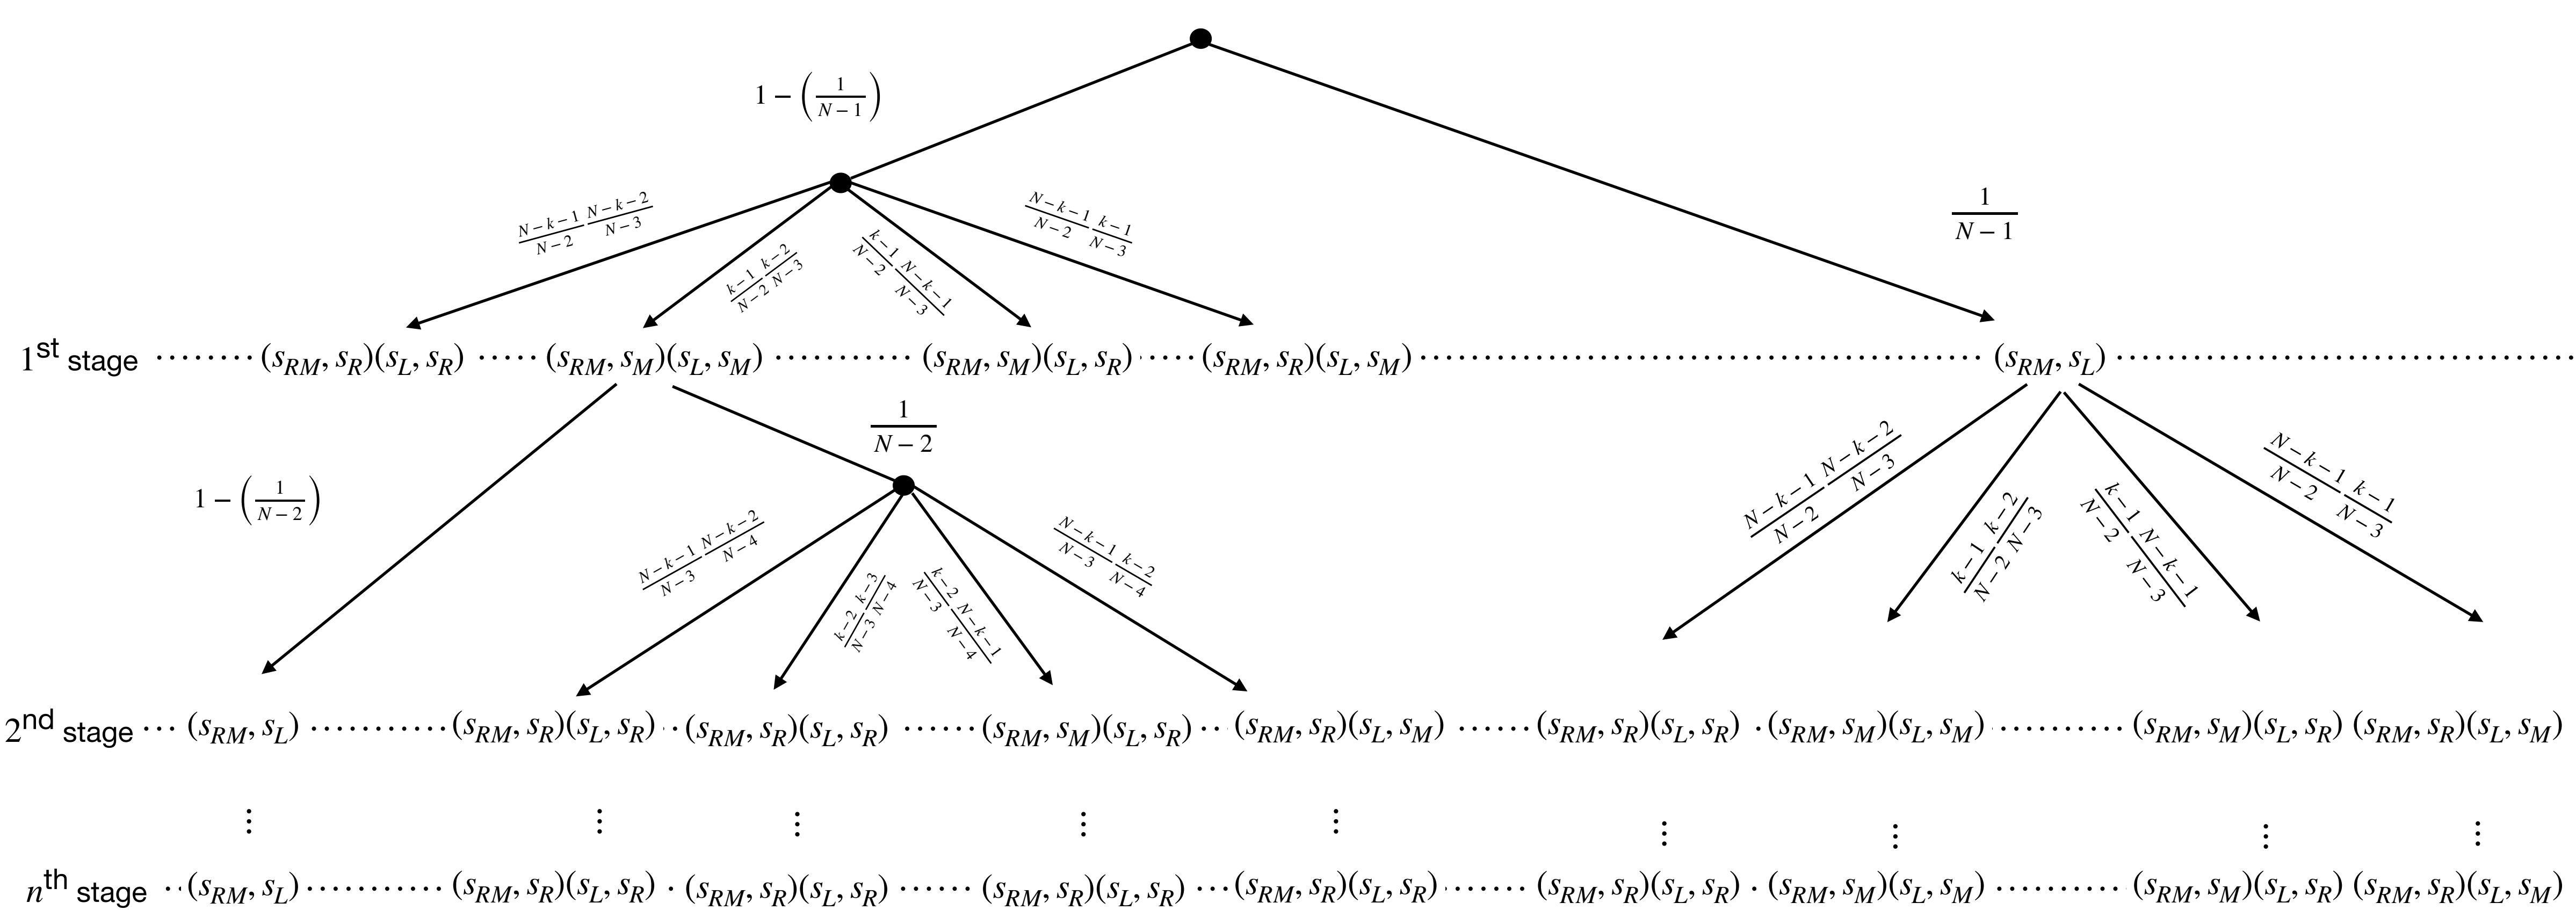 1 − (1/(N − 1))
1/(N − 1)
(N − k − 1)/(N − 2) (N − k − 2)/(N − 3)
(k − 1)/(N − 2) (k − 2)/(N − 3)
(k − 1)/(N − 2) (N − k − 1)/(N − 3)
(N − k − 1)/(N − 2) (k − 1)/(N − 3)
1st stage ········ (s_RM, s_R)(s_L, s_R) ····· (s_RM, s_M)(s_L, s_M) ··········· (s_RM, s_M)(s_L, s_R) ····· (s_RM, s_R)(s_L, s_M) ·············· (s_RM, s_L) ··············
1 − (1/(N − 2))
1/(N − 2)
(N − k − 1)/(N − 3) (N − k − 2)/(N − 4)
(k − 2)/(N − 3) (k − 3)/(N − 4)
(k − 2)/(N − 3) (N − k − 1)/(N − 4)
(N − k − 1)/(N − 3) (k − 2)/(N − 4)
(N − k − 1)/(N − 2) (N − k − 2)/(N − 3)
(k − 1)/(N − 2) (k − 2)/(N − 3)
(k − 1)/(N − 2) (N − k − 1)/(N − 3)
(N − k − 1)/(N − 2) (k − 1)/(N − 3)
2nd stage ··· (s_RM, s_L) ··········· (s_RM, s_R)(s_L, s_R) ·· (s_RM, s_R)(s_L, s_R) ······ (s_RM, s_M)(s_L, s_R) ··· (s_RM, s_R)(s_L, s_M) ······ (s_RM, s_R)(s_L, s_R) · (s_RM, s_M)(s_L, s_M) ··········· (s_RM, s_M)(s_L, s_R) (s_RM, s_R)(s_L, s_M)
⋮ ⋮ ⋮ ⋮ ⋮ ⋮ ⋮ ⋮ ⋮
nth stage ·· (s_RM, s_L) ··········· (s_RM, s_R)(s_L, s_R) · (s_RM, s_R)(s_L, s_R) ······ (s_RM, s_R)(s_L, s_R) ··· (s_RM, s_R)(s_L, s_R) ······· (s_RM, s_R)(s_L, s_R) · (s_RM, s_M)(s_L, s_M) ··········· (s_RM, s_M)(s_L, s_R) (s_RM, s_R)(s_L, s_M)